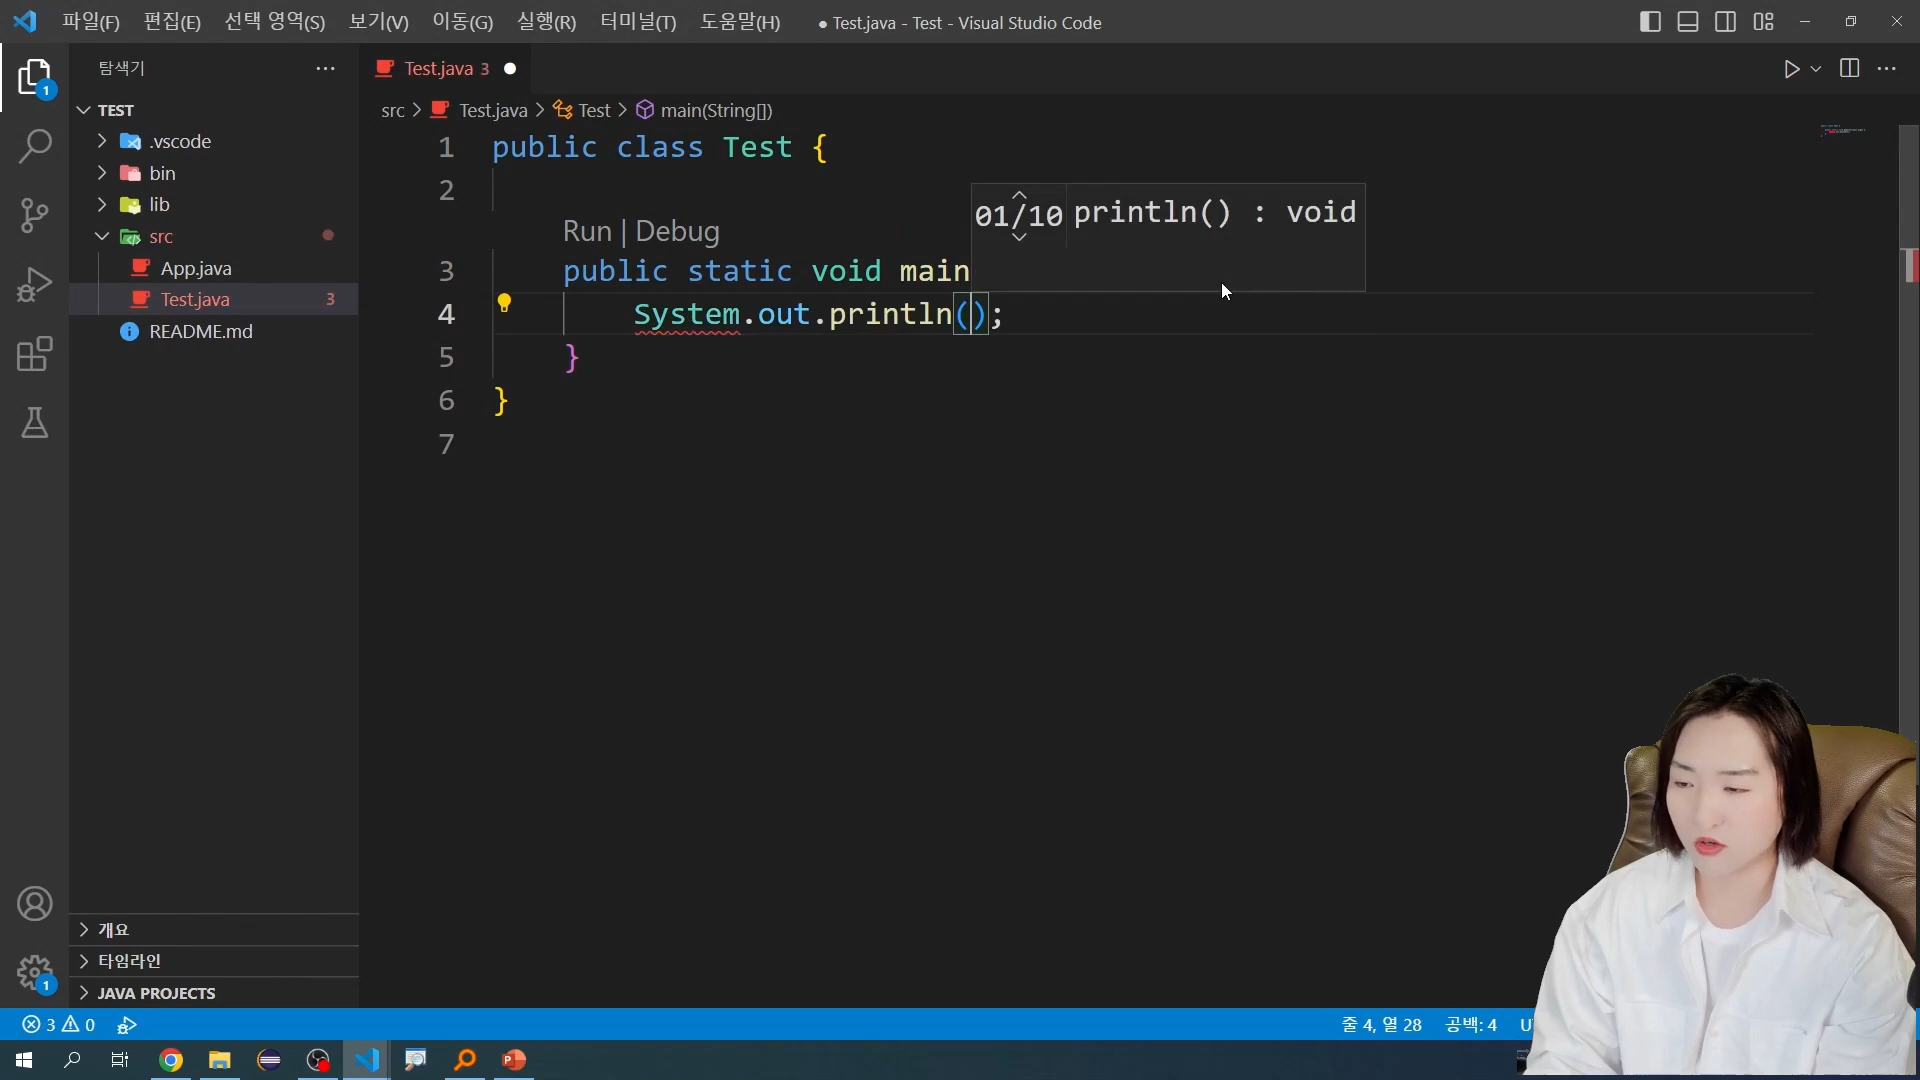 파일(F) 편집(E) 선택 영역(S) 보기(V) 이동(G) 실행(R) 터미널(T) 도움말(H) ● Test.java - Test - Visual Studio Code
탐색기
Test.java 3
1
TEST
src > Test.java > Test > main(String[])
.vscode
bin
lib
src
App.java
Test.java 3
README.md
1 public class Test {
2
Run | Debug
01/10 println() : void
3 public static void main
4 System.out.println();
5 }
6 }
7
개요
타임라인
JAVA PROJECTS
1
3 0
줄 4, 열 28 공백: 4